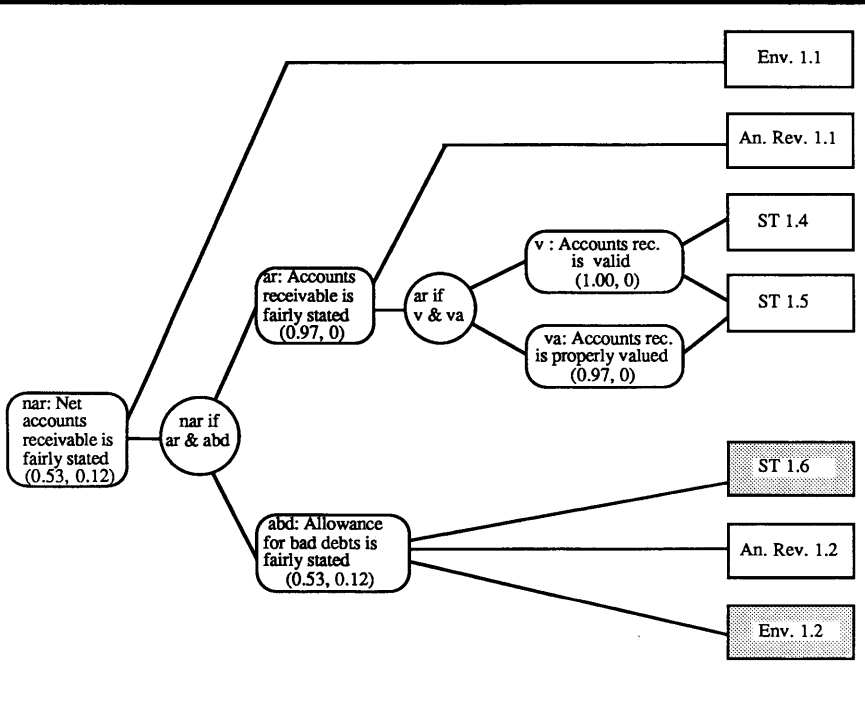 Env. 1.1
An. Rev. 1.1
ST 1.4
v : Accounts rec.
is valid
(1.00, 0)
ar: Accounts
receivable is
fairly stated
(0.97, 0)
ar if
v & va
ST 1.5
va: Accounts rec.
is properly valued
(0.97, 0)
nar: Net
accounts
receivable is
fairly stated
(0.53, 0.12)
nar if
ar & abd
ST 1.6
abd: Allowance
for bad debts is
fairly stated
(0.53, 0.12)
An. Rev. 1.2
Env. 1.2